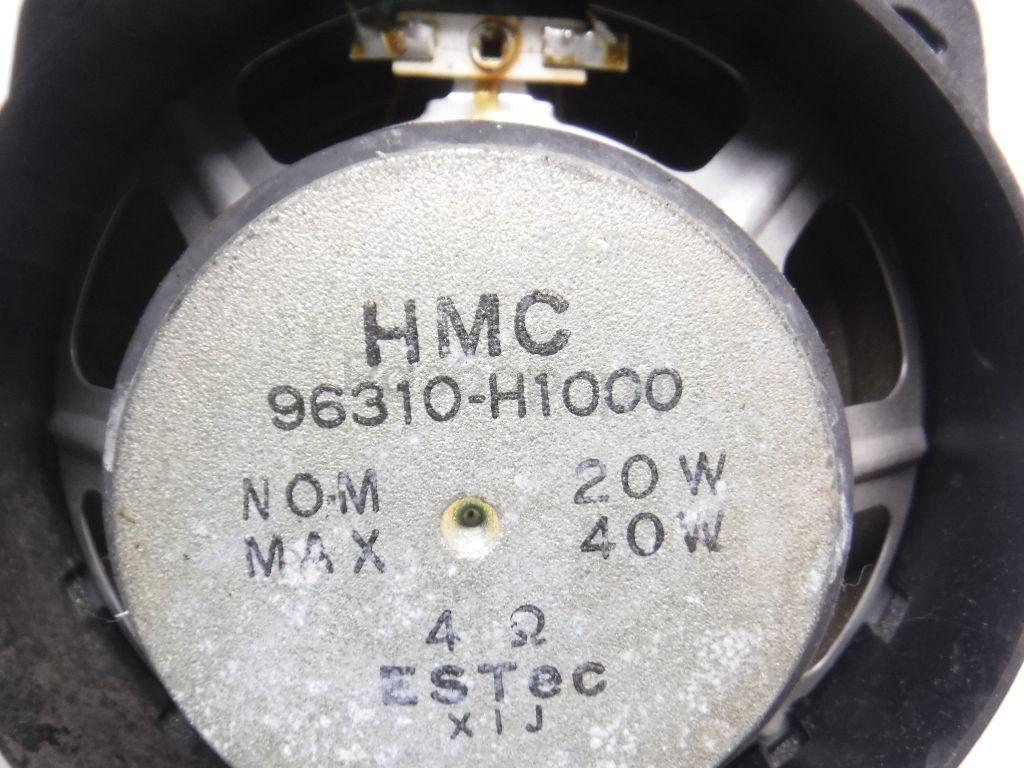 HMC
96310-H1000
NOM 20W
MAX 40W
4 Ω
ESTec
XIJ